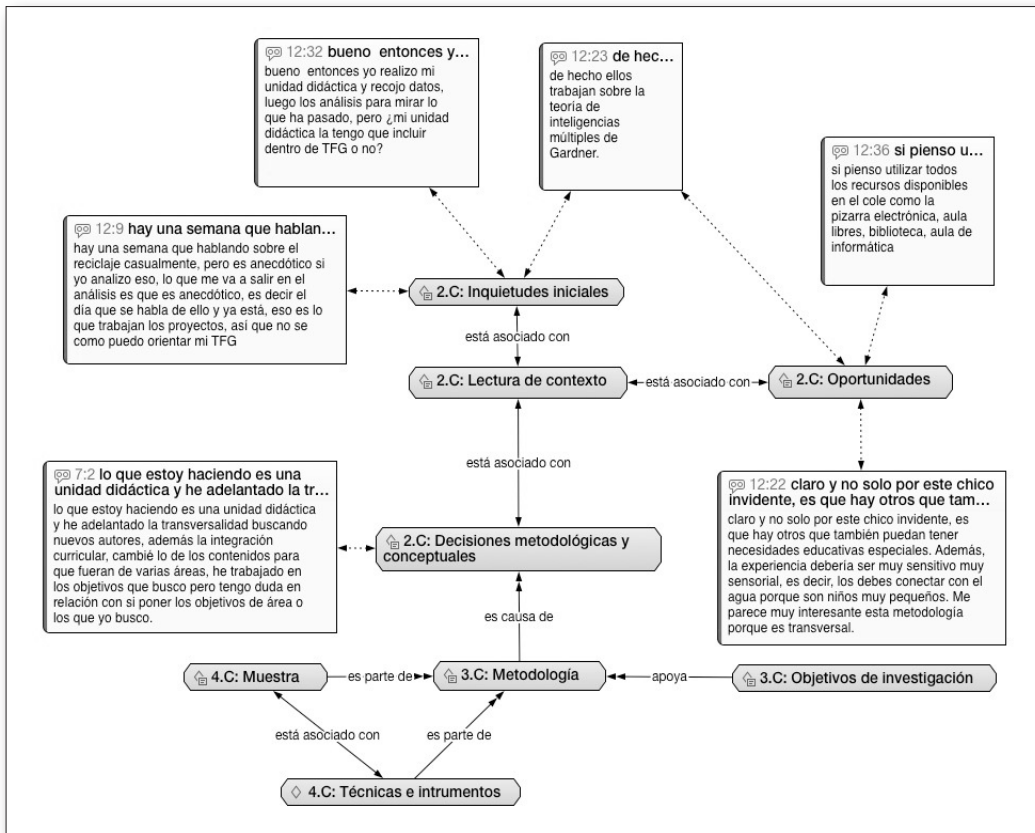 12:32 bueno entonces y…
bueno entonces yo realizo mi
unidad didáctica y recojo datos,
luego los análisis para mirar lo
que ha pasado, pero ¿mi unidad
didáctica la tengo que incluir
dentro de TFG o no?
12:23 de hec…
de hecho ellos
trabajan sobre la
teoría de
inteligencias
múltiples de
Gardner.
12:36 si pienso u…
si pienso utilizar todos
los recursos disponibles
en el cole como la
pizarra electrónica, aula
libres, biblioteca, aula de
informática
12:9 hay una semana que hablan…
hay una semana que hablando sobre el
reciclaje casualmente, pero es anecdótico si
yo analizo eso, lo que me va a salir en el
análisis es que es anecdótico, es decir el
día que se habla de ello y ya está, eso es lo
que trabajan los proyectos, así que no se
como puedo orientar mi TFG
2.C: Inquietudes iniciales
está asociado con
2.C: Lectura de contexto
está asociado con
2.C: Oportunidades
está asociado con
7:2 lo que estoy haciendo es una
unidad didáctica y he adelantado la tr…
lo que estoy haciendo es una unidad didáctica
y he adelantado la transversalidad buscando
nuevos autores, además la integración
curricular, cambié lo de los contenidos para
que fueran de varias áreas, he trabajado en
los objetivos que busco pero tengo duda en
relación con si poner los objetivos de área o
los que yo busco.
12:22 claro y no solo por este chico
invidente, es que hay otros que tam…
claro y no solo por este chico invidente, es
que hay otros que también puedan tener
necesidades educativas especiales. Además,
la experiencia debería ser muy sensitivo muy
sensorial, es decir, los debes conectar con el
agua porque son niños muy pequeños. Me
parece muy interesante esta metodología
porque es transversal.
2.C: Decisiones metodológicas y
conceptuales
es causa de
4.C: Muestra
es parte de
3.C: Metodología
apoya
3.C: Objetivos de investigación
está asociado con
es parte de
4.C: Técnicas e intrumentos